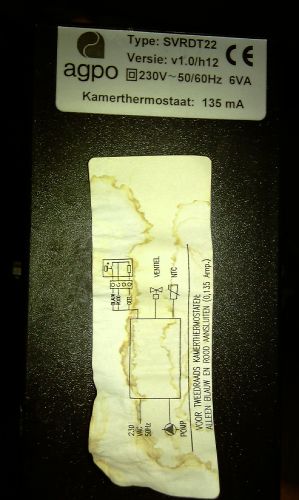 agpo
Type: SVRDT22
Versie: v1.0/h12
230V~50/60Hz 6VA
Kamerthermostaat: 135 mA
VENTIEL
NTC
230
VAC
50Hz
POMP
VOOR TWEEDRAADS KAMERTHERMOSTATEN:
ALLEEN BLAUW EN ROOD AANSLUITEN (0,135 Amp.)